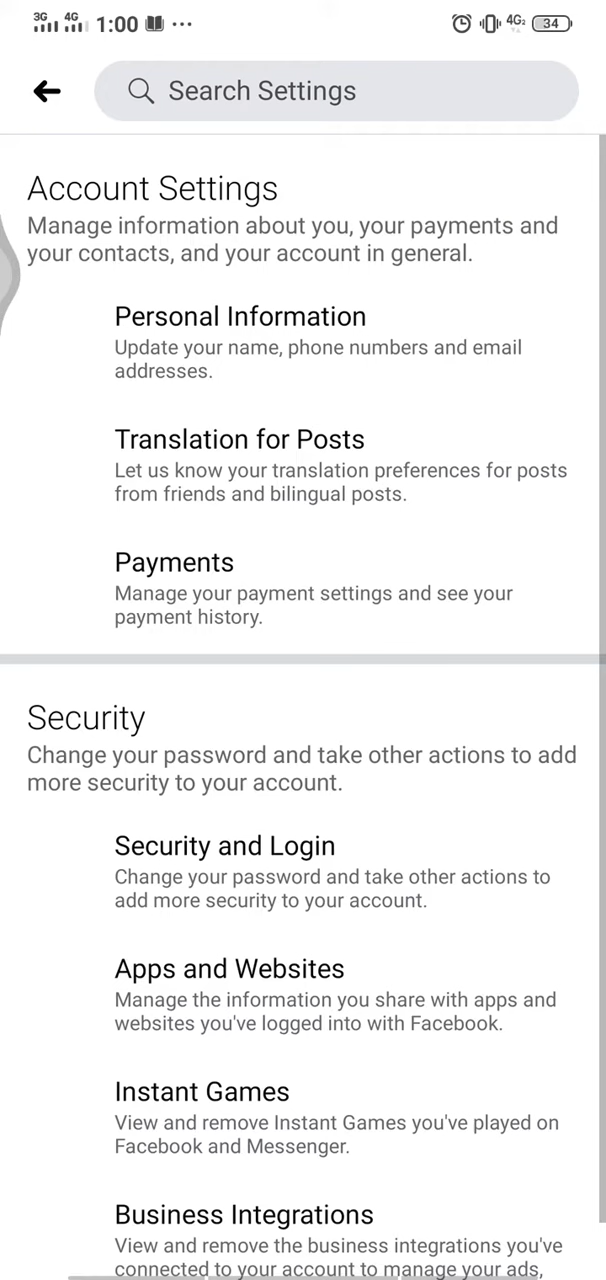 3G 4G 1:00 ... 4G2 34
Search Settings
Account Settings
Manage information about you, your payments and
your contacts, and your account in general.
Personal Information
Update your name, phone numbers and email
addresses.
Translation for Posts
Let us know your translation preferences for posts
from friends and bilingual posts.
Payments
Manage your payment settings and see your
payment history.
Security
Change your password and take other actions to add
more security to your account.
Security and Login
Change your password and take other actions to
add more security to your account.
Apps and Websites
Manage the information you share with apps and
websites you've logged into with Facebook.
Instant Games
View and remove Instant Games you've played on
Facebook and Messenger.
Business Integrations
View and remove the business integrations you've
connected to your account to manage your ads,